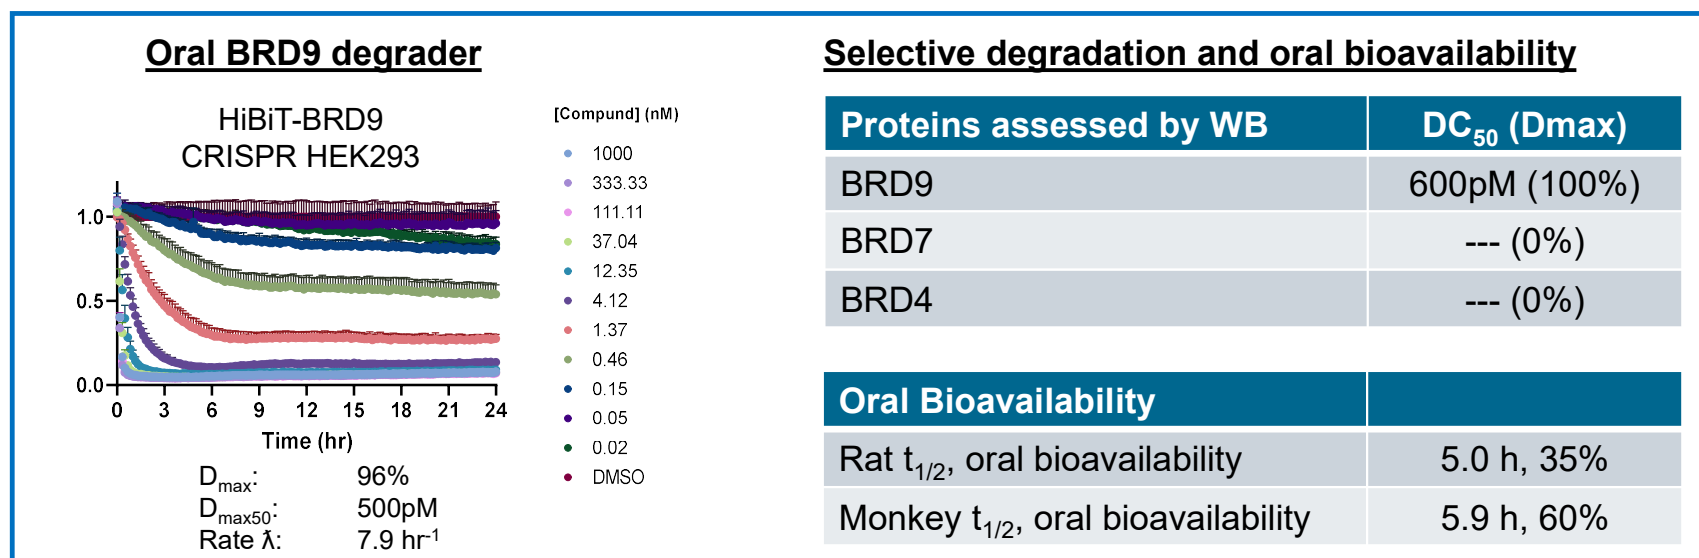 Oral BRD9 degrader
HiBiT-BRD9
CRISPR HEK293
[Compund] (nM)
1000
333.33
111.11
37.04
12.35
4.12
1.37
0.46
0.15
0.05
0.02
DMSO
1.0
0.5
0.0
0 3 6 9 12 15 18 21 24
Time (hr)
Dmax: 96%
Dmax50: 500pM
Rate ƛ: 7.9 hr-1
Selective degradation and oral bioavailability
Proteins assessed by WB DC50 (Dmax)
BRD9 600pM (100%)
BRD7 --- (0%)
BRD4 --- (0%)
Oral Bioavailability
Rat t1/2, oral bioavailability 5.0 h, 35%
Monkey t1/2, oral bioavailability 5.9 h, 60%